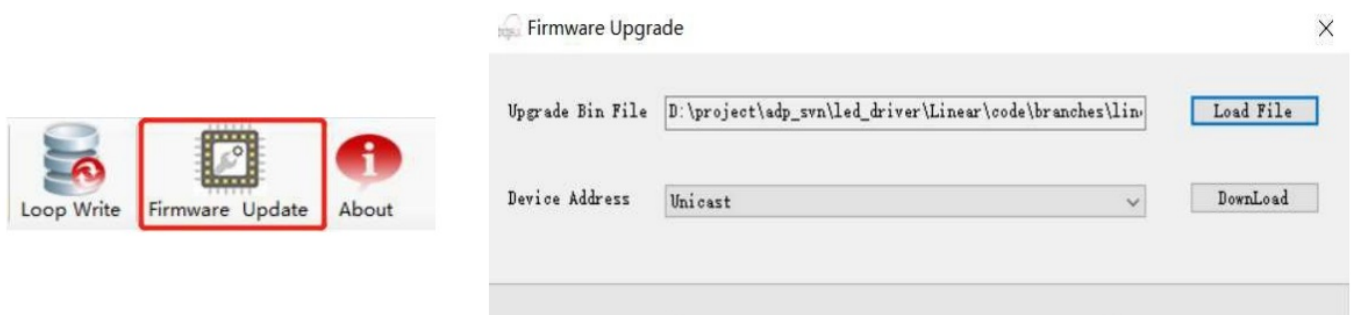 Firmware Upgrade
Upgrade Bin File D:\project\adp_svn\led_driver\Linear\code\branches\lin Load File
Device Address Unicast DownLoad
Loop Write Firmware Update About